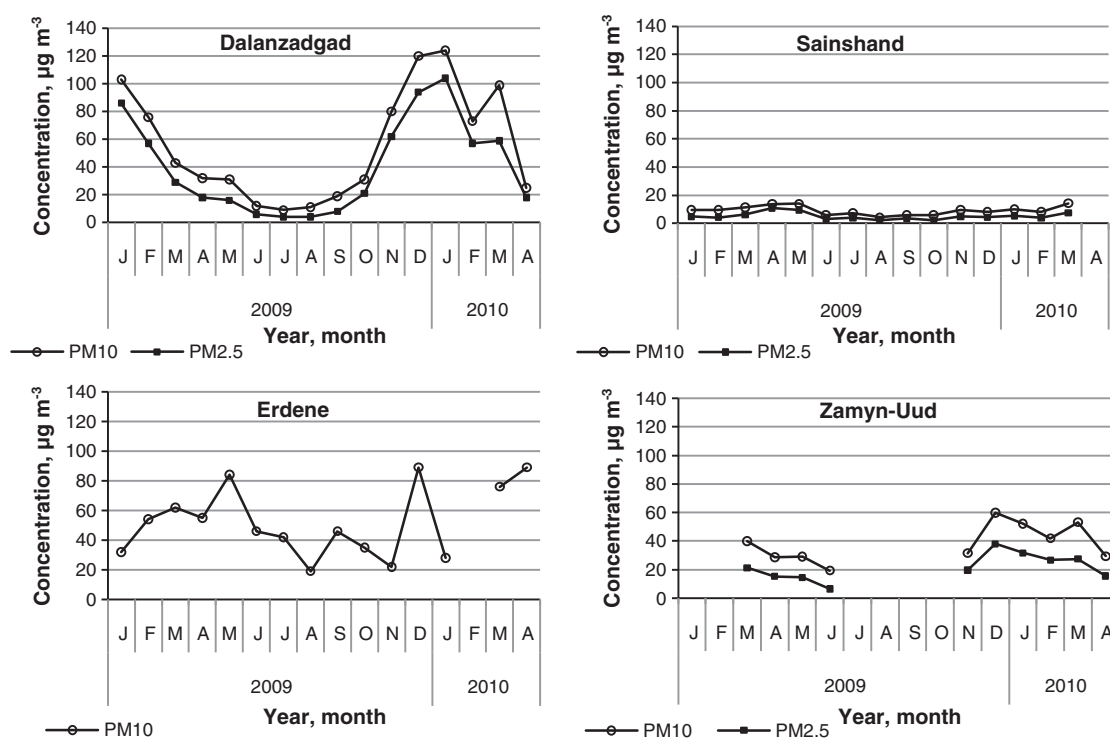 Dalanzadgad
Concentration, µg m-3
140
120
100
80
60
40
20
0
J F M A M J J A S O N D J F M A
2009 2010
Year, month
PM10 PM2.5
Sainshand
Concentration, µg m-3
140
120
100
80
60
40
20
0
J F M A M J J A S O N D J F M A
2009 2010
Year, month
PM10 PM2.5
Erdene
Concentration, µg m-3
140
120
100
80
60
40
20
0
J F M A M J J A S O N D J F M A
2009 2010
Year, month
PM10
Zamyn-Uud
Concentration, µg m-3
140
120
100
80
60
40
20
0
J F M A M J J A S O N D J F M A
2009 2010
Year, month
PM10 PM2.5